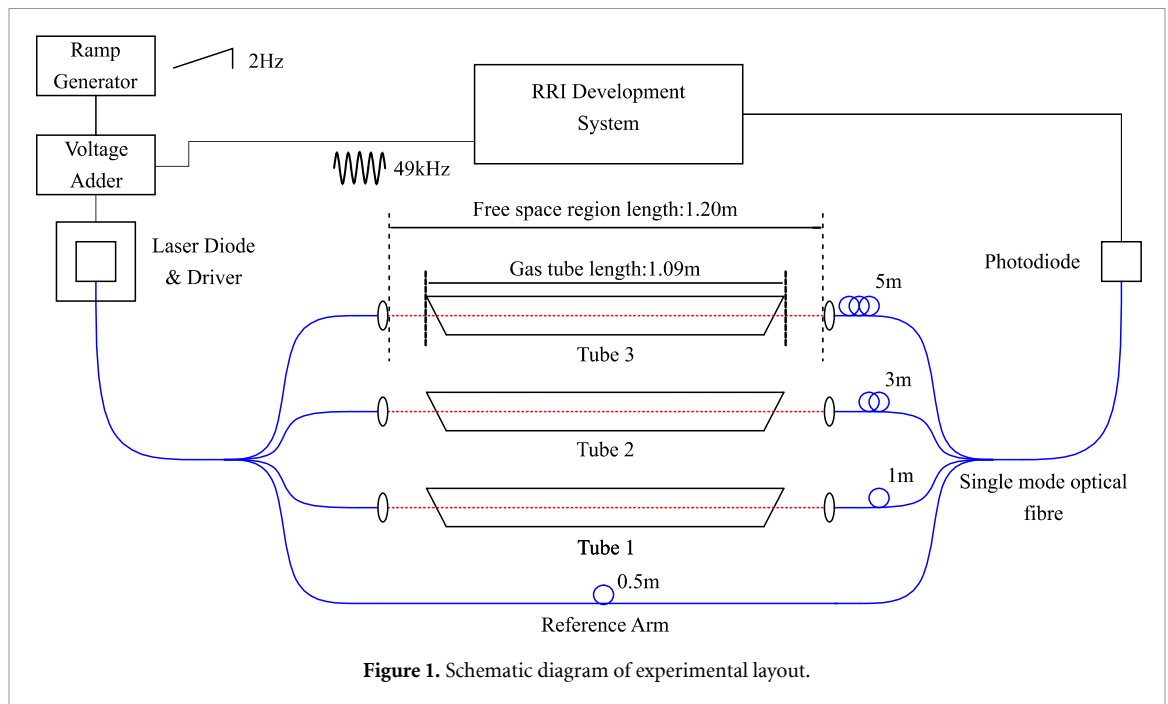 Ramp
Generator
2Hz
Voltage
Adder
RRI Development
System
49kHz
Laser Diode
& Driver
Free space region length:1.20m
Gas tube length:1.09m
Photodiode
5m
Tube 3
3m
Tube 2
1m
Single mode optical
fibre
Tube 1
0.5m
Reference Arm
Figure 1. Schematic diagram of experimental layout.